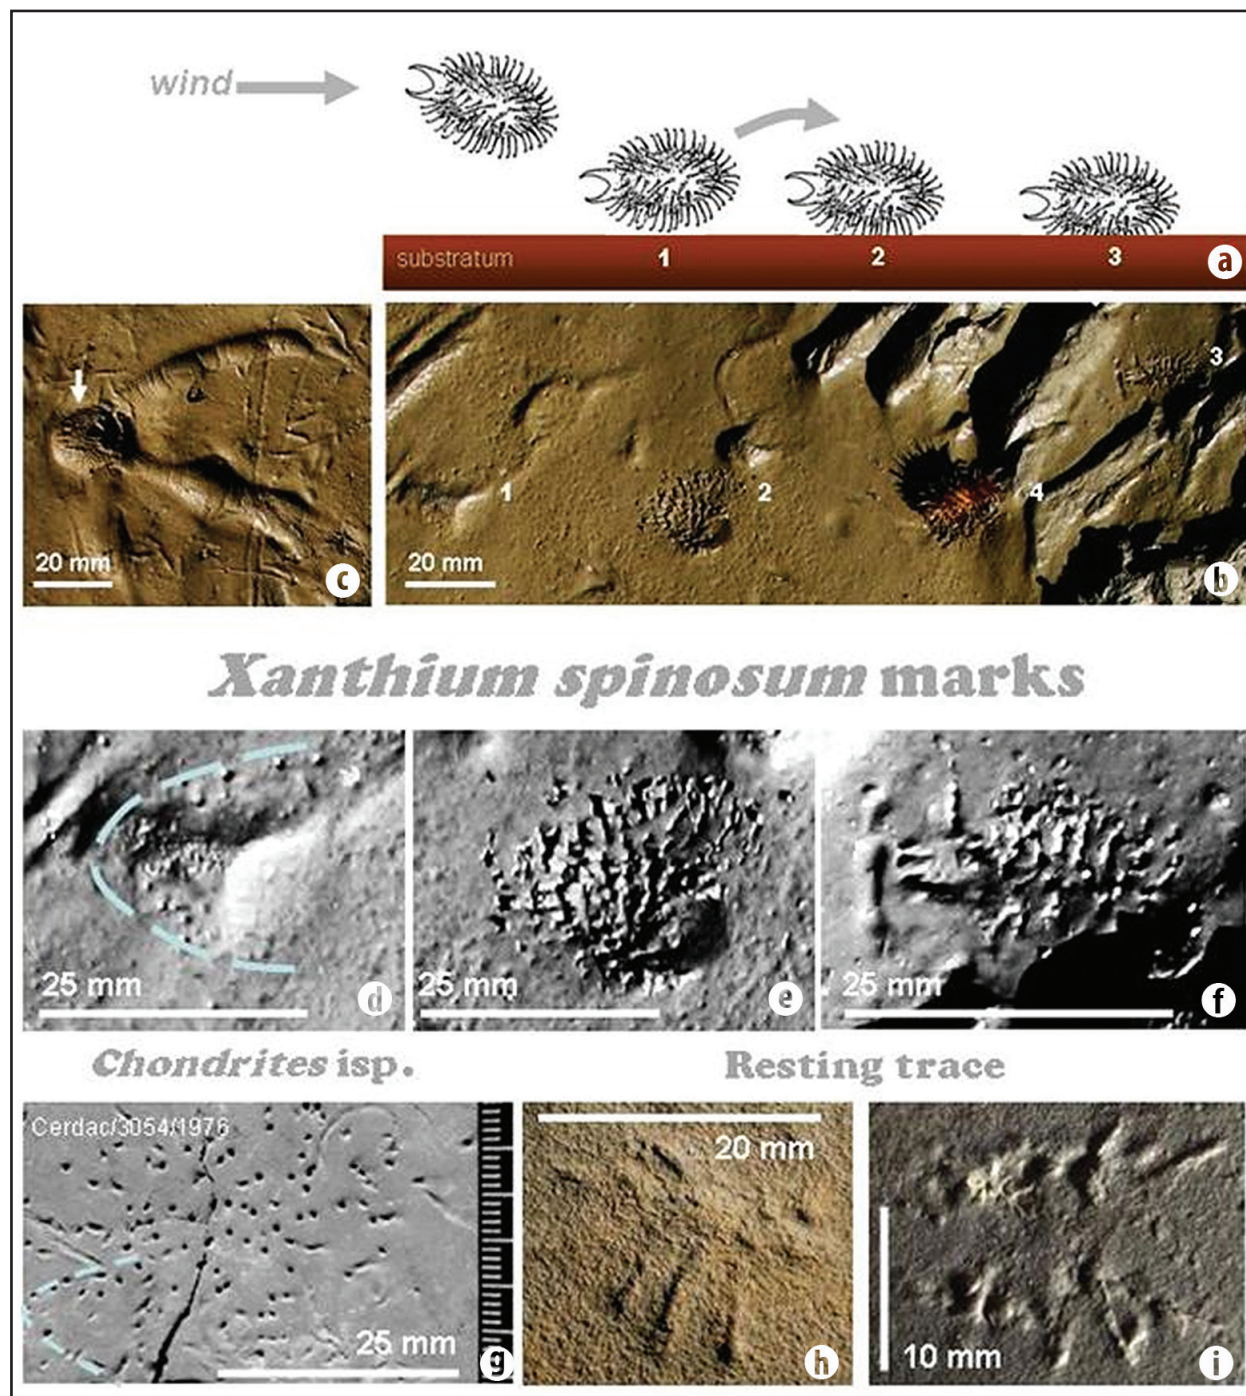 wind
substratum 1 2 3 a
20 mm c
1 2 3 4
20 mm b
Xanthium spinosum marks
25 mm d
25 mm e
25 mm f
Chondrites isp.
Resting trace
Cerdac/3054/1976
25 mm g
20 mm
h
10 mm i